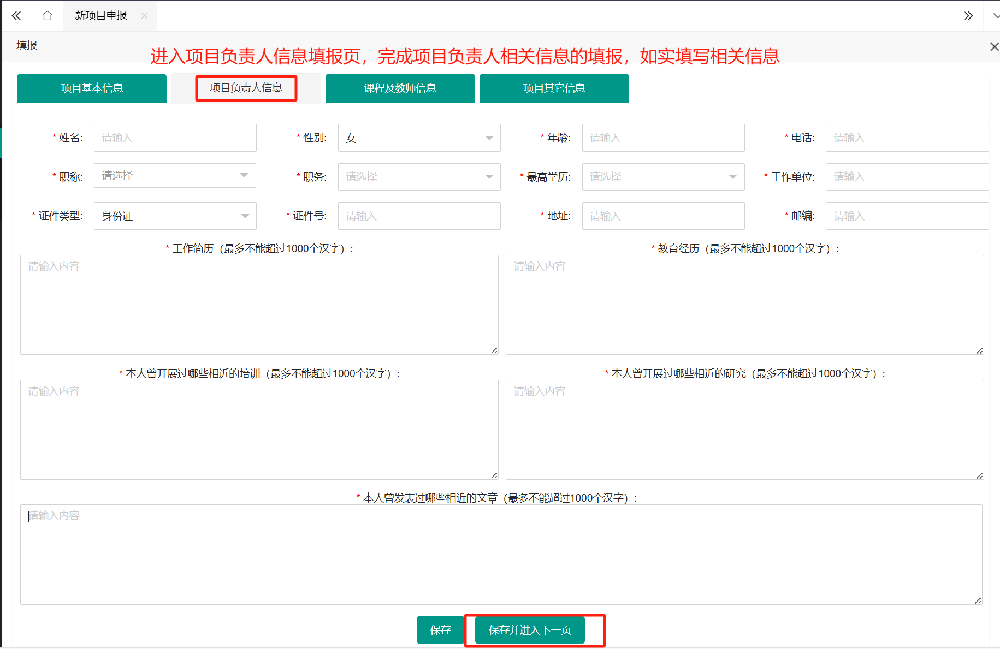 新项目申报
填报
进入项目负责人信息填报页，完成项目负责人相关信息的填报，如实填写相关信息
项目基本信息 项目负责人信息 课程及教师信息 项目其它信息
* 姓名: 请输入 * 性别: 女 * 年龄: 请输入 * 电话: 请输入
* 职称: 请选择 * 职务: 请选择 * 最高学历: 请选择 * 工作单位: 请输入
* 证件类型: 身份证 * 证件号: 请输入 * 地址: 请输入 * 邮编: 请输入
* 工作简历（最多不能超过1000个汉字）: * 教育经历（最多不能超过1000个汉字）:
请输入内容 请输入内容
* 本人曾开展过哪些相近的培训（最多不能超过1000个汉字）: * 本人曾开展过哪些相近的研究（最多不能超过1000个汉字）:
请输入内容 请输入内容
* 本人曾发表过哪些相近的文章（最多不能超过1000个汉字）:
请输入内容
保存 保存并进入下一页